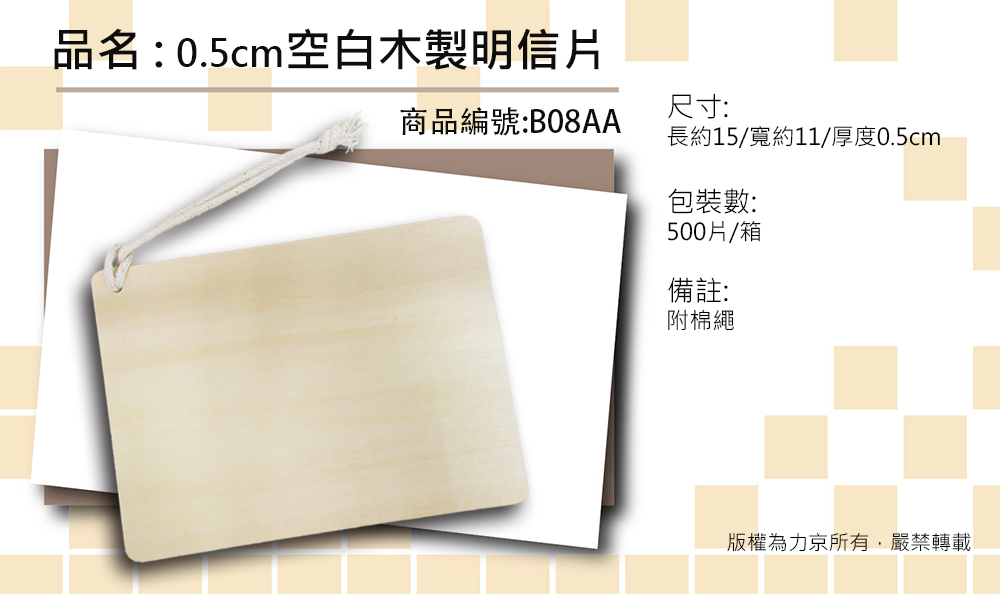 品名 : 0.5cm空白木製明信片
商品編號:B08AA
尺寸:
長約15/寬約11/厚度0.5cm
包裝數:
500片/箱
備註:
附棉繩
版權為力京所有，嚴禁轉載